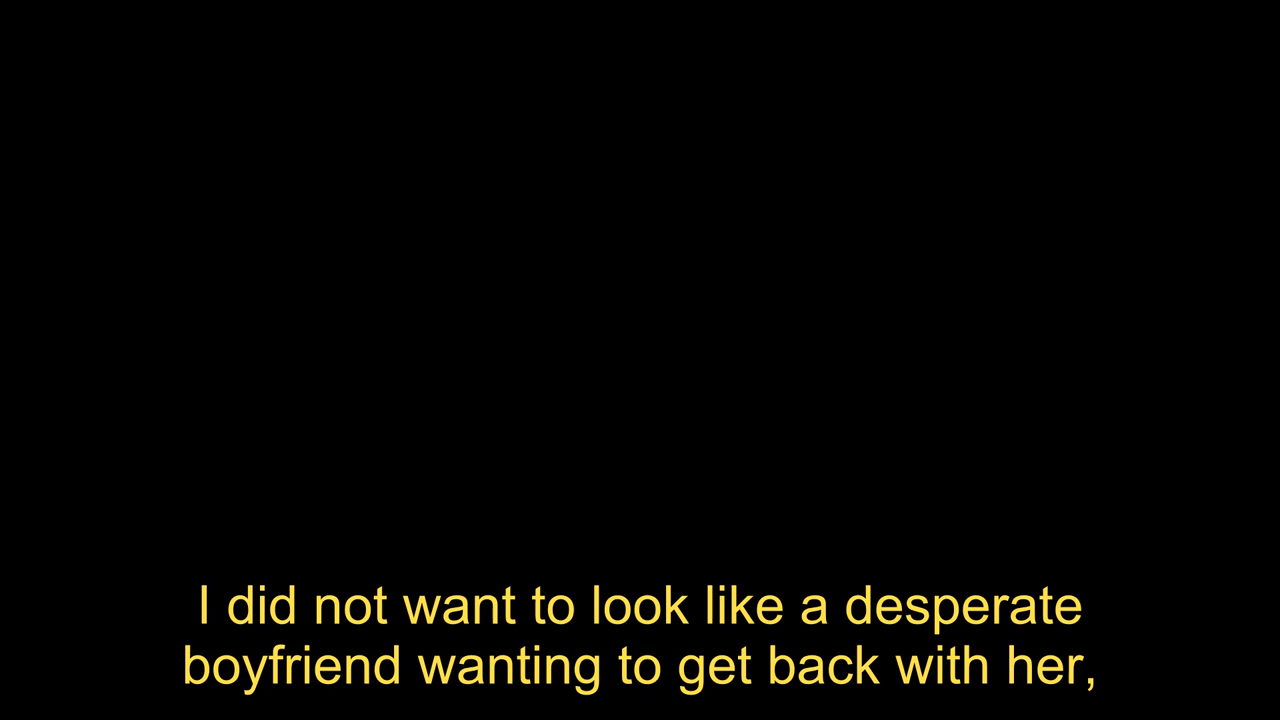 I did not want to look like a desperate
boyfriend wanting to get back with her,